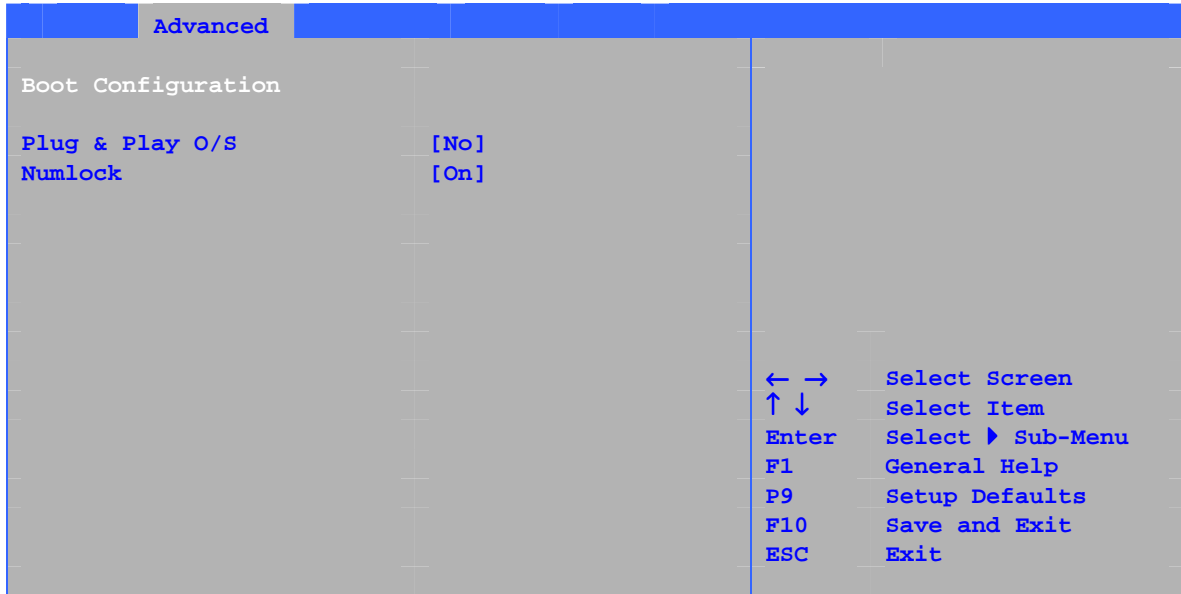 Advanced
Boot Configuration
Plug & Play O/S [No]
Numlock [On]
← → Select Screen
↑ ↓ Select Item
Enter Select ▶ Sub-Menu
F1 General Help
P9 Setup Defaults
F10 Save and Exit
ESC Exit